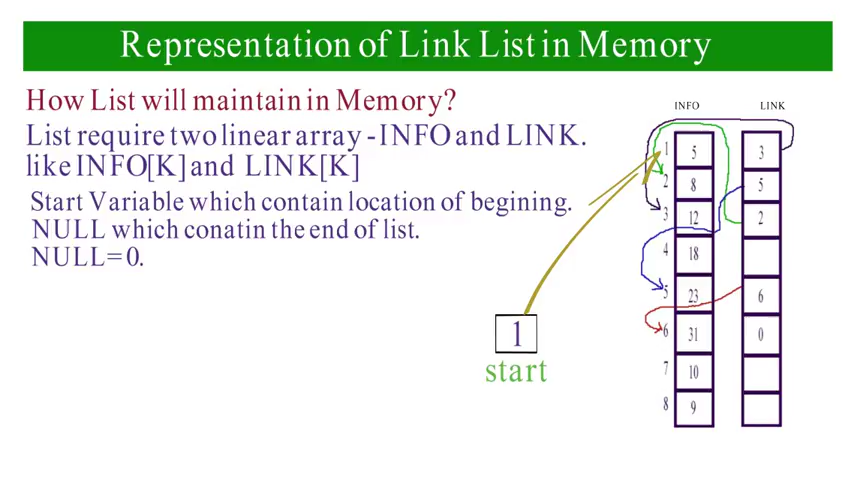 Representation of Link List in Memory
How List will maintain in Memory?
List require two linear array - INFO and LINK.
like INFO[K] and LINK[K]
Start Variable which contain location of begining.
NULL which conatin the end of list.
NULL = 0.
1
start
INFO LINK
1 5 3
2 8 5
3 12 2
4 18
5 23 6
6 31 0
7 10
8 9